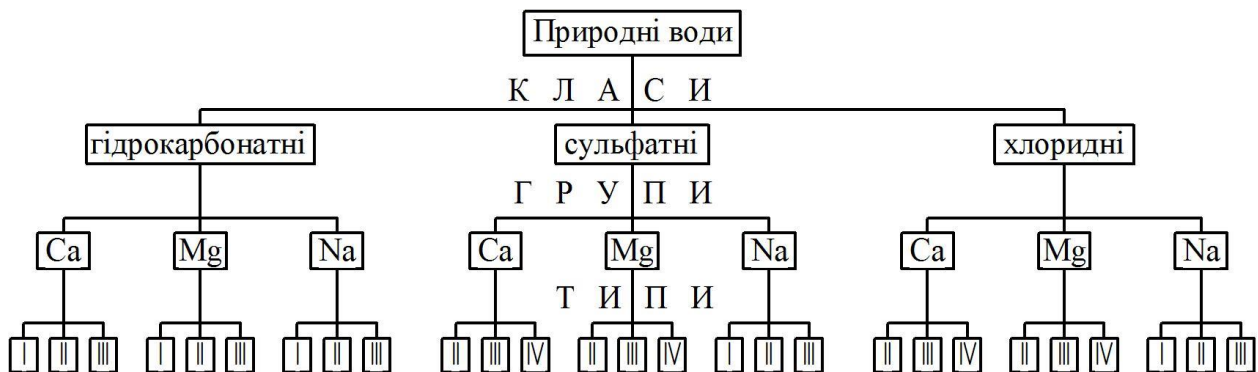 Природні води
К Л А С И
гідрокарбонатні сульфатні хлоридні
Г Р У П И
Ca Mg Na Ca Mg Na Ca Mg Na
Т И П И
I II III I II III I II III II III IV II III IV I II III II III IV II III IV I II III